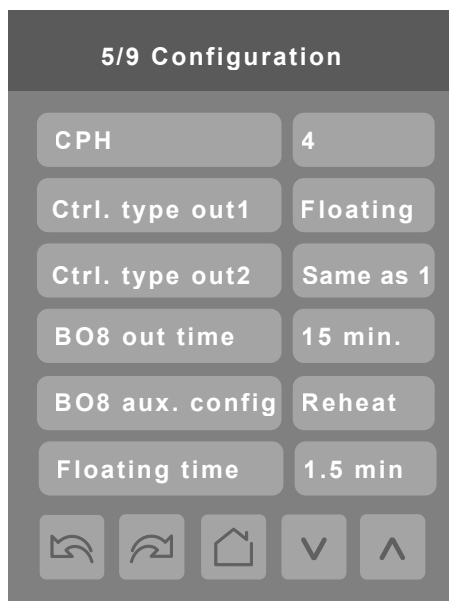 5/9 Configuration
CPH 4
Ctrl. type out1 Floating
Ctrl. type out2 Same as 1
BO8 out time 15 min.
BO8 aux. config Reheat
Floating time 1.5 min